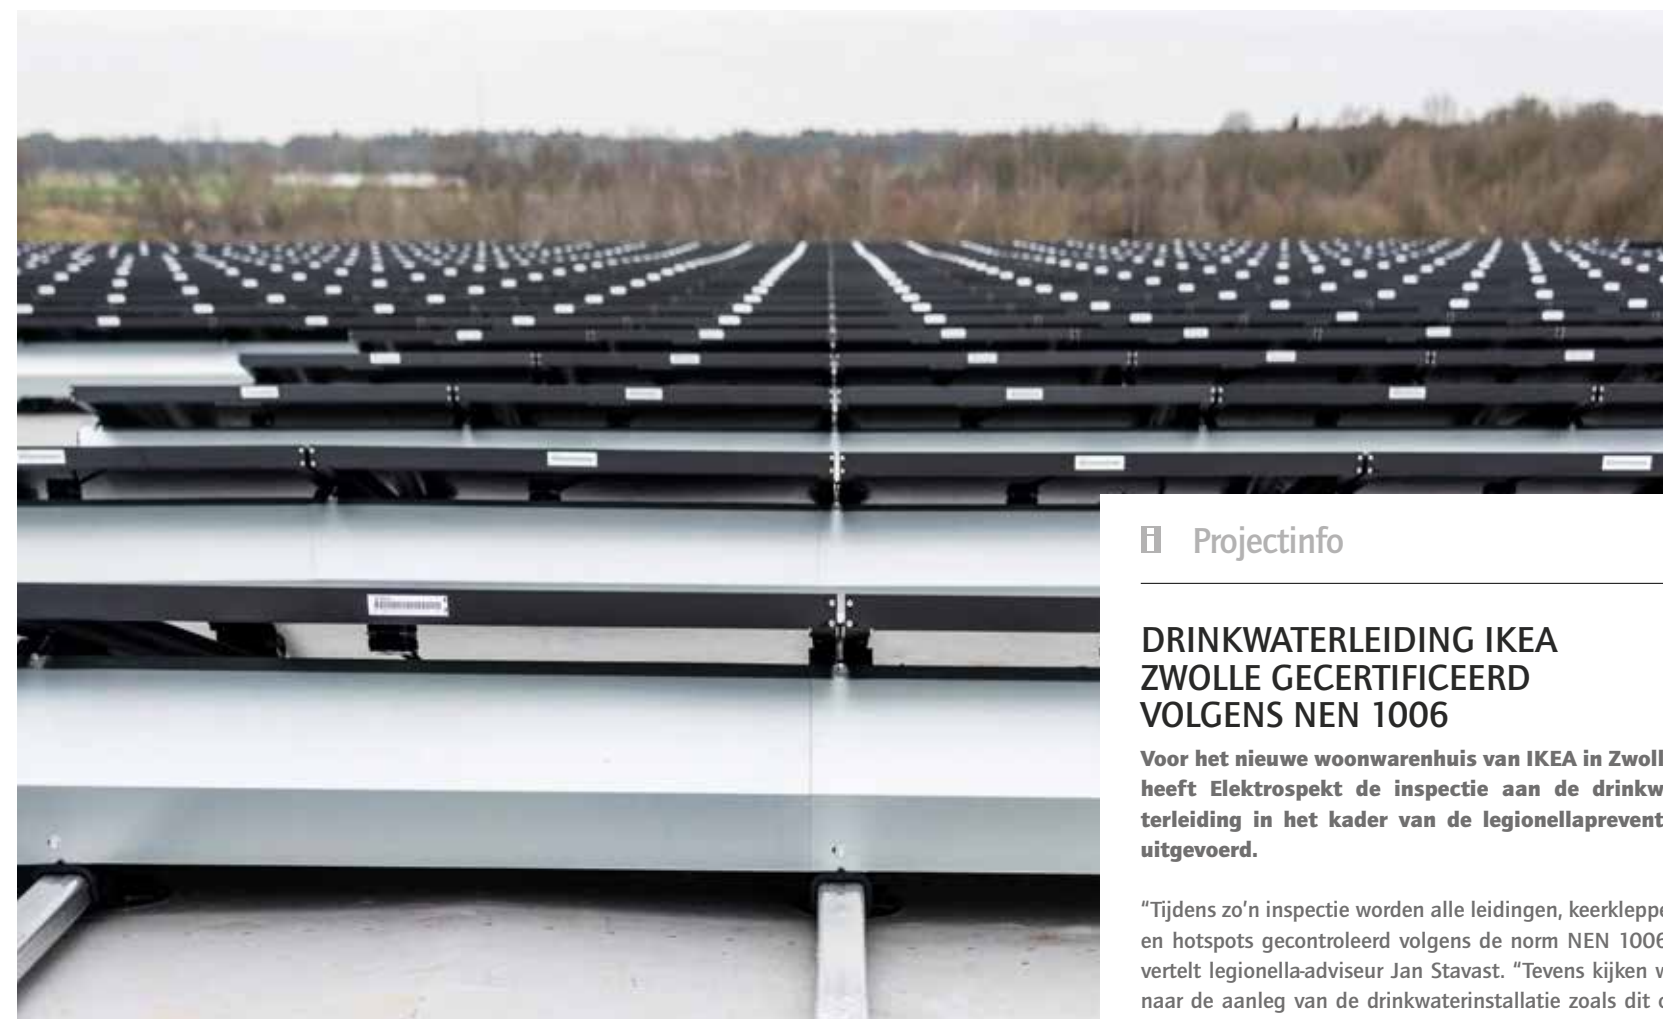 Projectinfo
DRINKWATERLEIDING IKEA
ZWOLLE GECERTIFICEERD
VOLGENS NEN 1006
Voor het nieuwe woonwarenhuis van IKEA in Zwoll
heeft Elektrospekt de inspectie aan de drinkw
terleiding in het kader van de legionellaprevent
uitgevoerd.
“Tijdens zo’n inspectie worden alle leidingen, keerkleppe
en hotspots gecontroleerd volgens de norm NEN 1006
vertelt legionella-adviseur Jan Stavast. “Tevens kijken w
naar de aanleg van de drinkwaterinstallatie zoals dit o